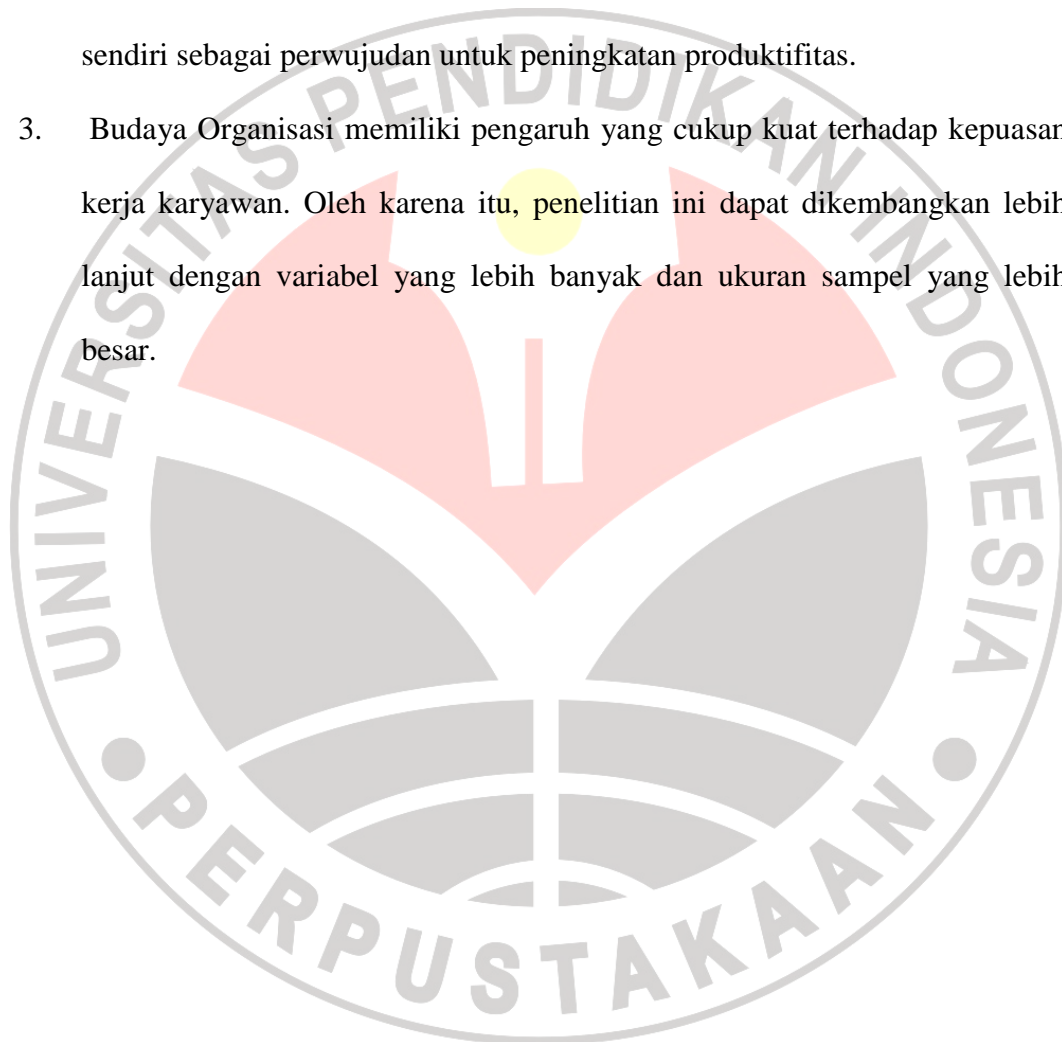 sendiri sebagai perwujudan untuk peningkatan produktifitas.
3. Budaya Organisasi memiliki pengaruh yang cukup kuat terhadap kepuasan
kerja karyawan. Oleh karena itu, penelitian ini dapat dikembangkan lebih
lanjut dengan variabel yang lebih banyak dan ukuran sampel yang lebih
besar.
UNIVERSITAS PENDIDIKAN INDONESIA
PERPUSTAKAAN